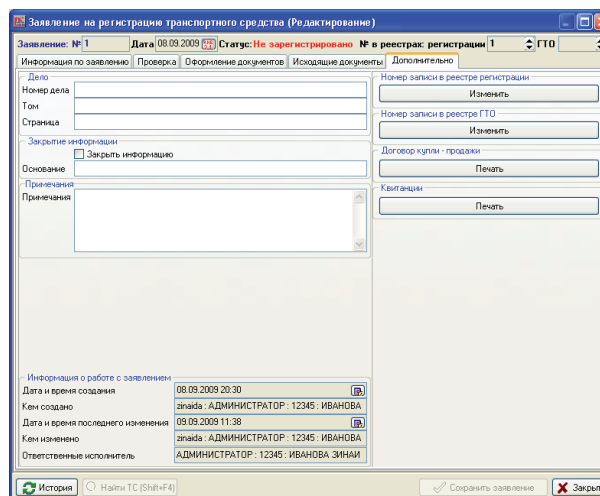 Заявление на регистрацию транспортного средства (Редактирование)
Заявление: № 1 Дата 08.09.2009 Статус: Не зарегистрировано № в реестрах: регистрации 1 ГТО
Информация по заявлению Проверка Оформление документов Исходящие документы Дополнительно
Дело
Номер дела
Том
Страница
Закрытие информации
Закрыть информацию
Основание
Примечания
Примечания
Номер записи в реестре регистрации
Изменить
Номер записи в реестре ГТО
Изменить
Договор купли - продажи
Печать
Квитанции
Печать
Информация о работе с заявлением
Дата и время создания 08.09.2009 20:30
Кем создано zinaida : АДМИНИСТРАТОР : 12345 : ИВАНОВА
Дата и время последнего изменения 09.09.2009 11:38
Кем изменено zinaida : АДМИНИСТРАТОР : 12345 : ИВАНОВА
Ответственные исполнитель АДМИНИСТРАТОР : 12345 : ИВАНОВА ЗИНАИ
История Найти ТС (Shift+F4) Сохранить заявление Закрыт